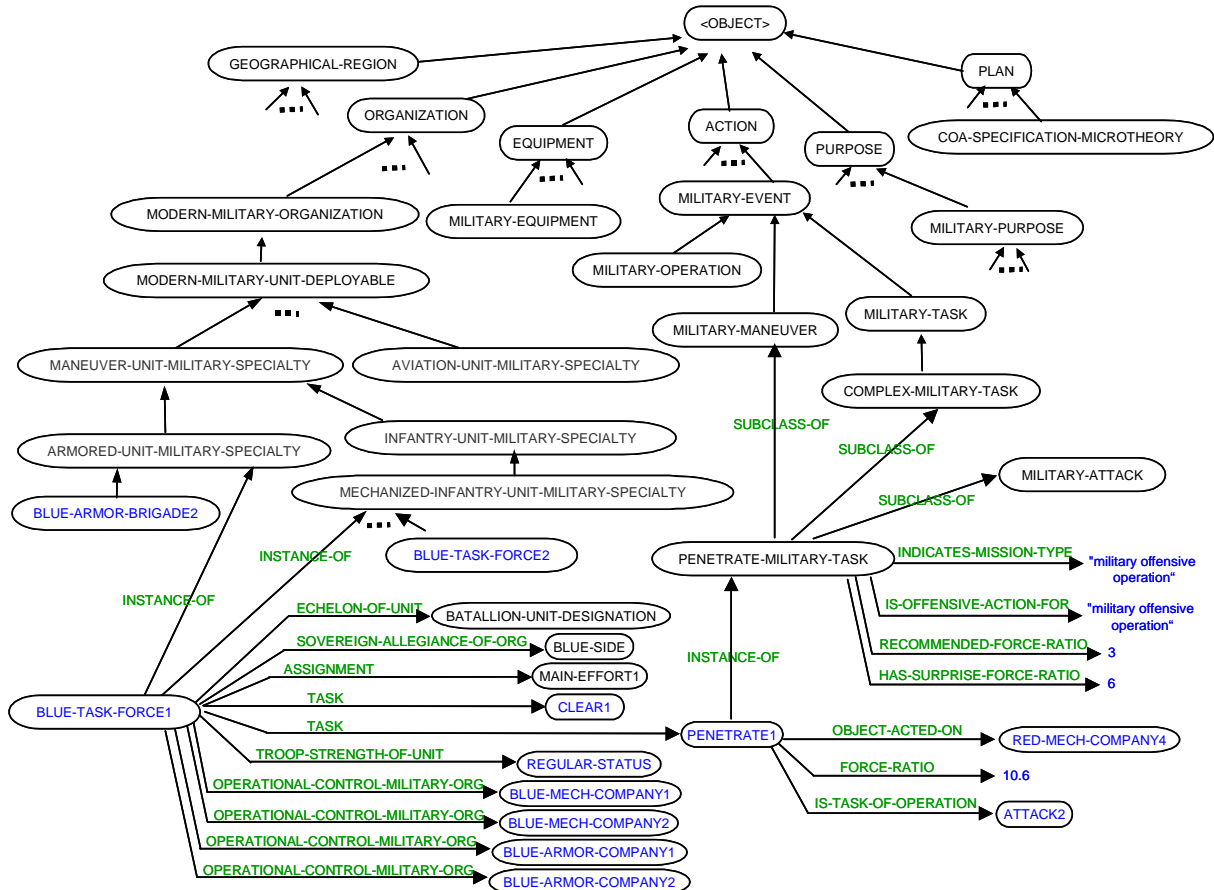 <OBJECT>
GEOGRAPHICAL-REGION
PLAN
ORGANIZATION
ACTION
EQUIPMENT
PURPOSE
COA-SPECIFICATION-MICROTHEORY
MODERN-MILITARY-ORGANIZATION
MILITARY-EQUIPMENT
MILITARY-EVENT
MILITARY-PURPOSE
MODERN-MILITARY-UNIT-DEPLOYABLE
MILITARY-OPERATION
MILITARY-MANEUVER
MILITARY-TASK
MANEUVER-UNIT-MILITARY-SPECIALTY
AVIATION-UNIT-MILITARY-SPECIALTY
COMPLEX-MILITARY-TASK
SUBCLASS-OF
ARMORED-UNIT-MILITARY-SPECIALTY
INFANTRY-UNIT-MILITARY-SPECIALTY
SUBCLASS-OF
MILITARY-ATTACK
MECHANIZED-INFANTRY-UNIT-MILITARY-SPECIALTY
SUBCLASS-OF
BLUE-ARMOR-BRIGADE2
INSTANCE-OF
BLUE-TASK-FORCE2
PENETRATE-MILITARY-TASK
INDICATES-MISSION-TYPE
"military offensive
operation“
INSTANCE-OF
IS-OFFENSIVE-ACTION-FOR
"military offensive
operation“
ECHELON-OF-UNIT
BATALLION-UNIT-DESIGNATION
SOVEREIGN-ALLEGIANCE-OF-ORG
BLUE-SIDE
RECOMMENDED-FORCE-RATIO
3
INSTANCE-OF
ASSIGNMENT
MAIN-EFFORT1
HAS-SURPRISE-FORCE-RATIO
6
BLUE-TASK-FORCE1
TASK
CLEAR1
TASK
PENETRATE1
OBJECT-ACTED-ON
RED-MECH-COMPANY4
TROOP-STRENGTH-OF-UNIT
REGULAR-STATUS
FORCE-RATIO
10.6
OPERATIONAL-CONTROL-MILITARY-ORG
BLUE-MECH-COMPANY1
IS-TASK-OF-OPERATION
ATTACK2
OPERATIONAL-CONTROL-MILITARY-ORG
BLUE-MECH-COMPANY2
OPERATIONAL-CONTROL-MILITARY-ORG
BLUE-ARMOR-COMPANY1
OPERATIONAL-CONTROL-MILITARY-ORG
BLUE-ARMOR-COMPANY2